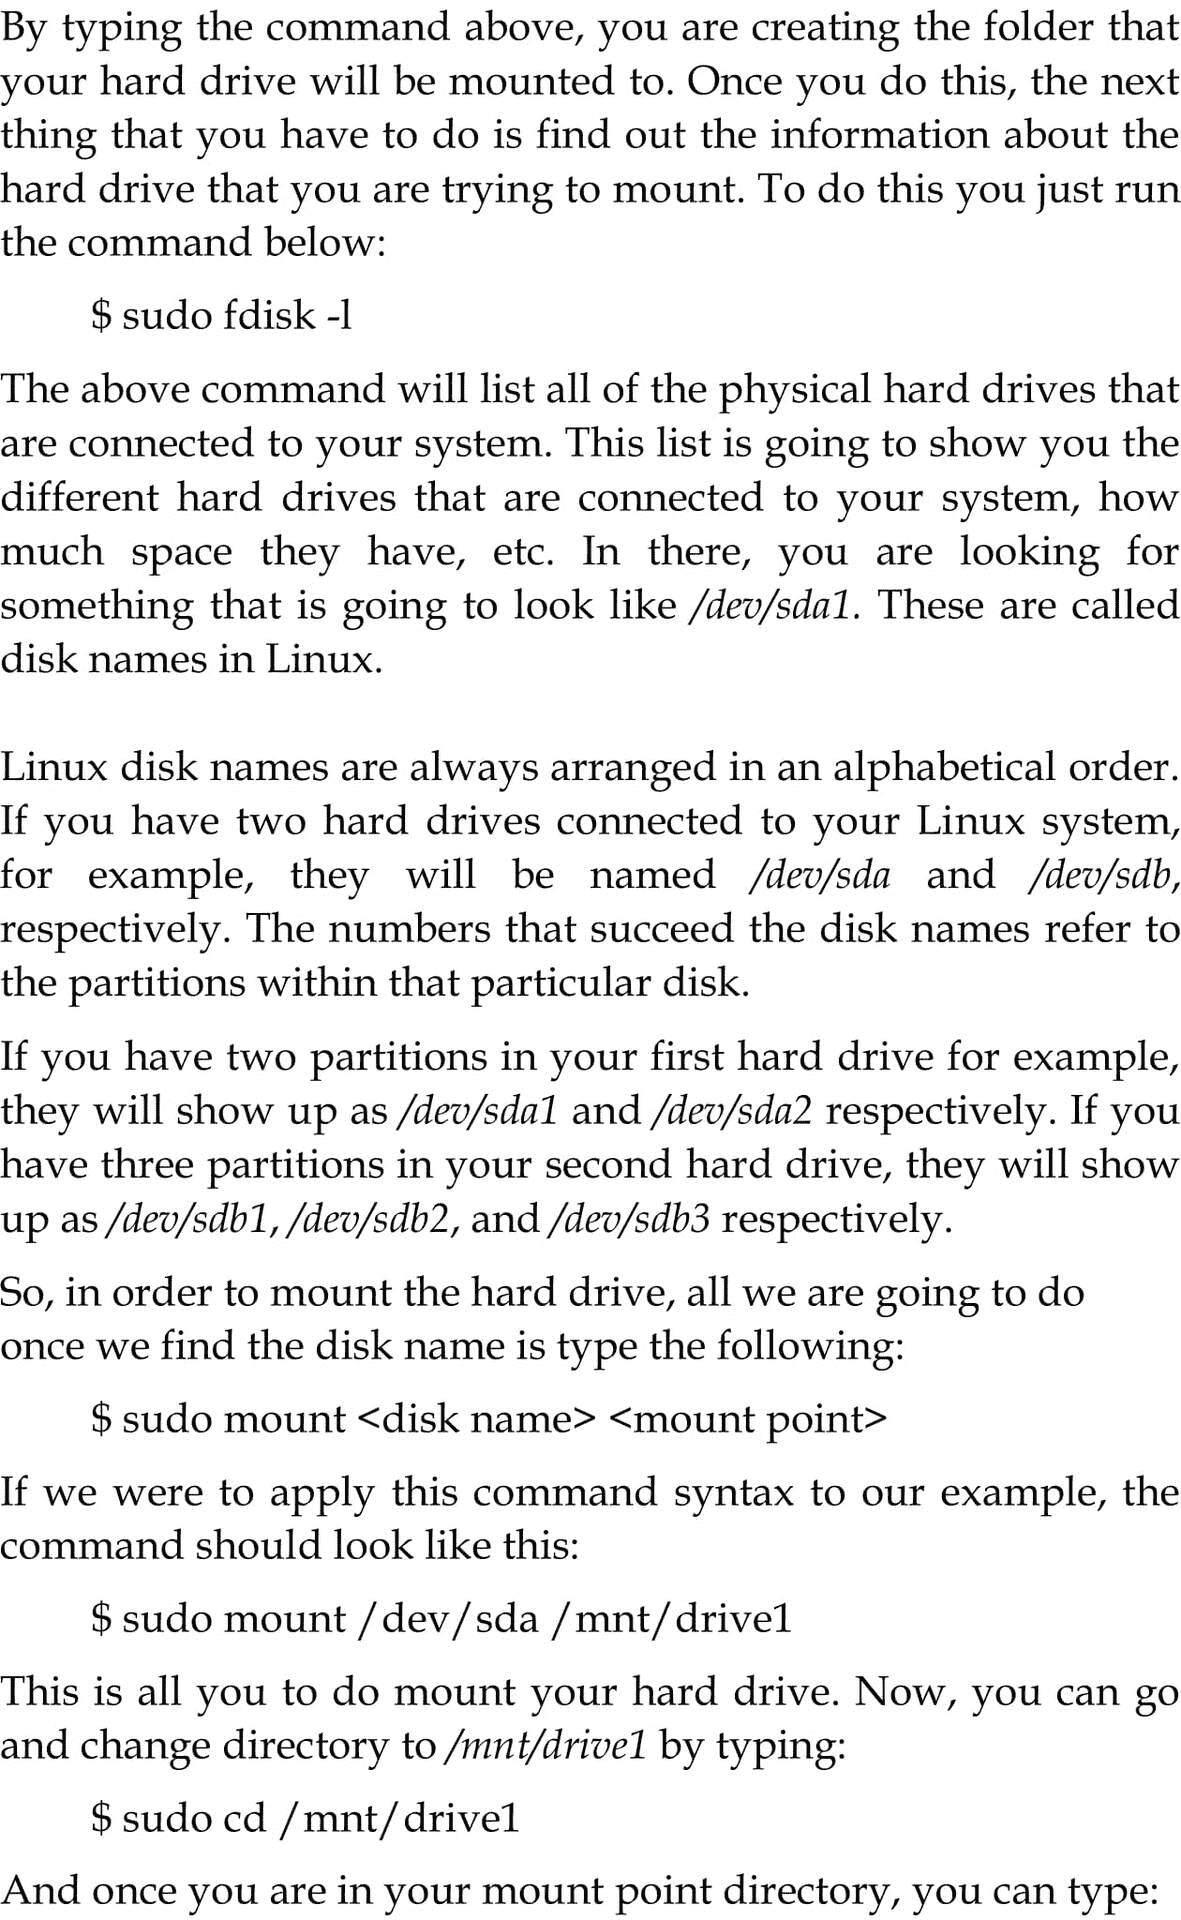 By typing the command above, you are creating the folder that
your hard drive will be mounted to. Once you do this, the next
thing that you have to do is find out the information about the
hard drive that you are trying to mount. To do this you just run
the command below:
$ sudo fdisk -l
The above command will list all of the physical hard drives that
are connected to your system. This list is going to show you the
different hard drives that are connected to your system, how
much space they have, etc. In there, you are looking for
something that is going to look like /dev/sda1. These are called
disk names in Linux.
Linux disk names are always arranged in an alphabetical order.
If you have two hard drives connected to your Linux system,
for example, they will be named /dev/sda and /dev/sdb,
respectively. The numbers that succeed the disk names refer to
the partitions within that particular disk.
If you have two partitions in your first hard drive for example,
they will show up as /dev/sda1 and /dev/sda2 respectively. If you
have three partitions in your second hard drive, they will show
up as /dev/sdb1, /dev/sdb2, and /dev/sdb3 respectively.
So, in order to mount the hard drive, all we are going to do
once we find the disk name is type the following:
$ sudo mount <disk name> <mount point>
If we were to apply this command syntax to our example, the
command should look like this:
$ sudo mount /dev/sda /mnt/drive1
This is all you to do mount your hard drive. Now, you can go
and change directory to /mnt/drive1 by typing:
$ sudo cd /mnt/drive1
And once you are in your mount point directory, you can type: